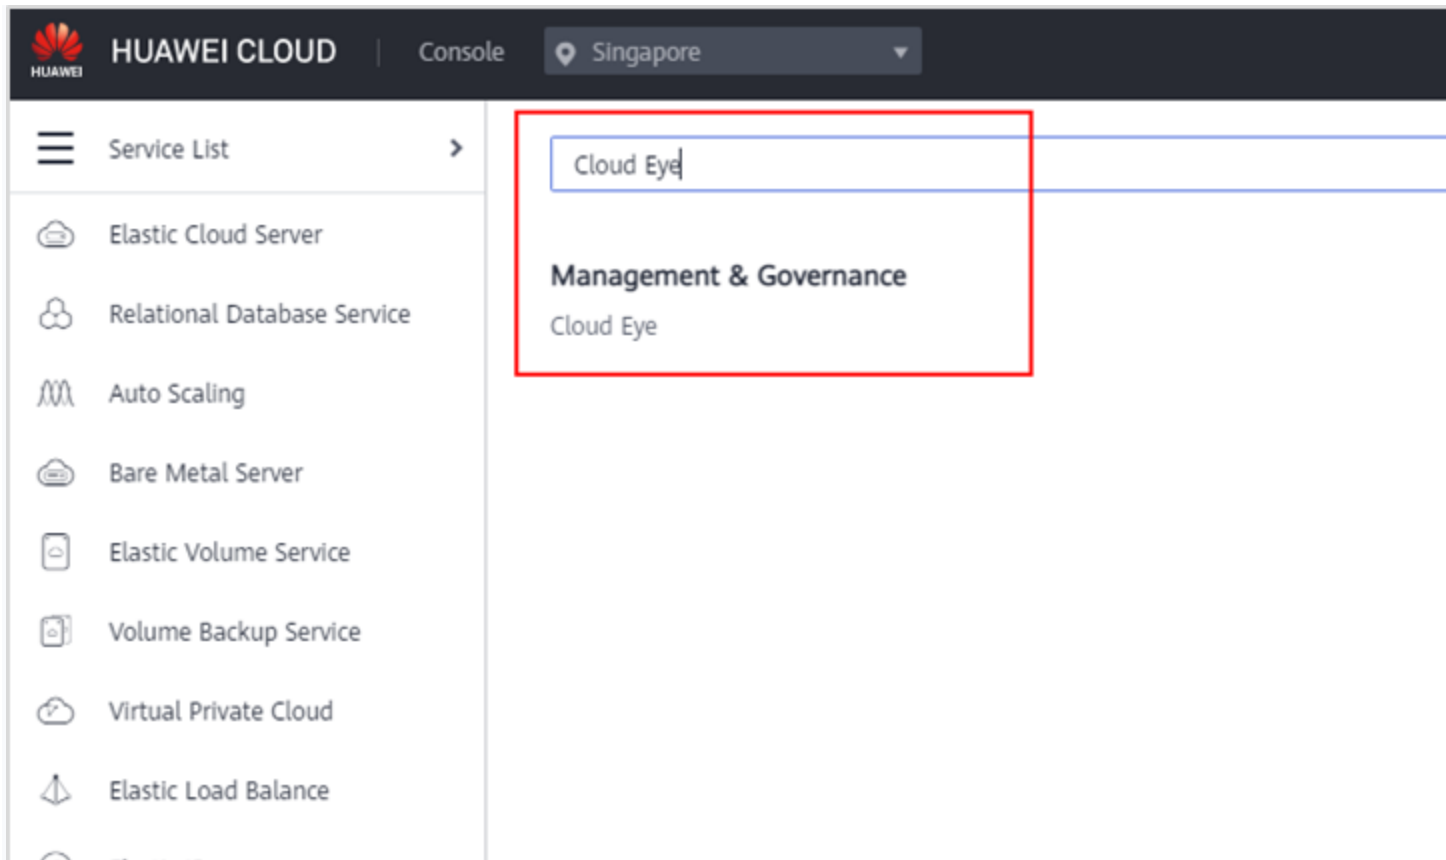 HUAWEI
HUAWEI CLOUD
Console
Singapore
Service List
Cloud Eye
Elastic Cloud Server
Management & Governance
Relational Database Service
Cloud Eye
Auto Scaling
Bare Metal Server
Elastic Volume Service
Volume Backup Service
Virtual Private Cloud
Elastic Load Balance